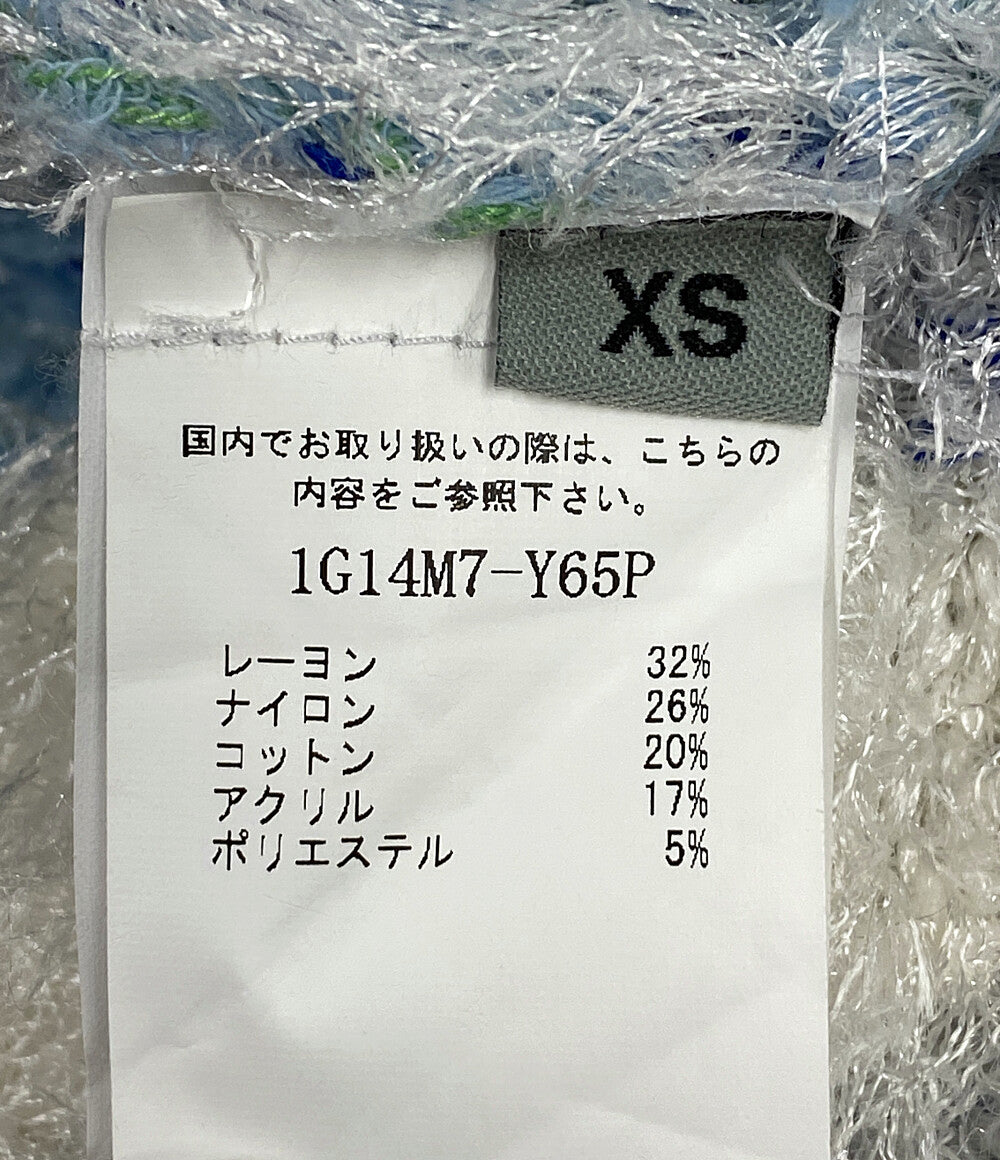 XS
国内でお取り扱いの際は、こちらの
内容をご参照下さい。
1G14M7-Y65P
レーヨン 32%
ナイロン 26%
コットン 20%
アクリル 17%
ポリエステル 5%